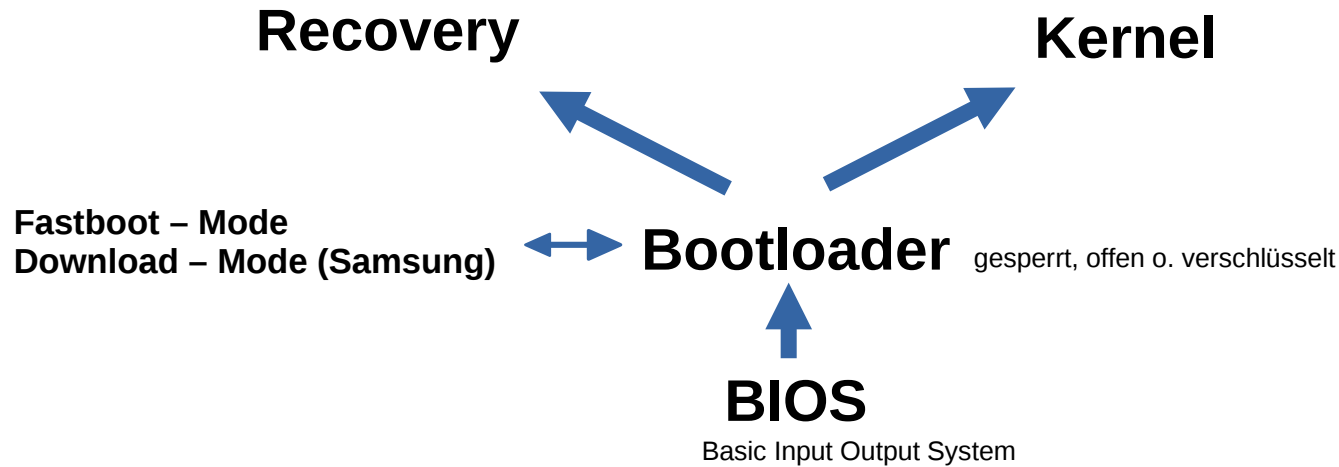 Recovery
Kernel
Fastboot – Mode
Download – Mode (Samsung)
Bootloader
gesperrt, offen o. verschlüsselt
BIOS
Basic Input Output System